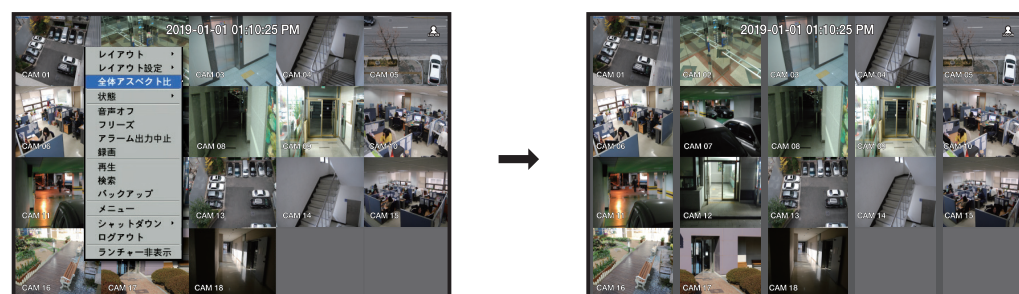 2019-01-01 01:10:25 PM
レイアウト
レイアウト設定
全体アスペクト比
状態
音声オフ
フリーズ
アラーム出力中止
録画
再生
検索
バックアップ
メニュー
シャットダウン
ログアウト
ランチャー非表示
CAM 01
CAM 03
CAM 04
CAM 05
CAM 06
CAM 08
CAM 09
CAM 10
CAM 11
CAM 13
CAM 14
CAM 15
CAM 16
CAM 17
CAM 18
2019-01-01 01:10:25 PM
CAM 01
CAM 02
CAM 03
CAM 04
CAM 05
CAM 06
CAM 07
CAM 08
CAM 09
CAM 10
CAM 11
CAM 12
CAM 13
CAM 14
CAM 15
CAM 16
CAM 17
CAM 18